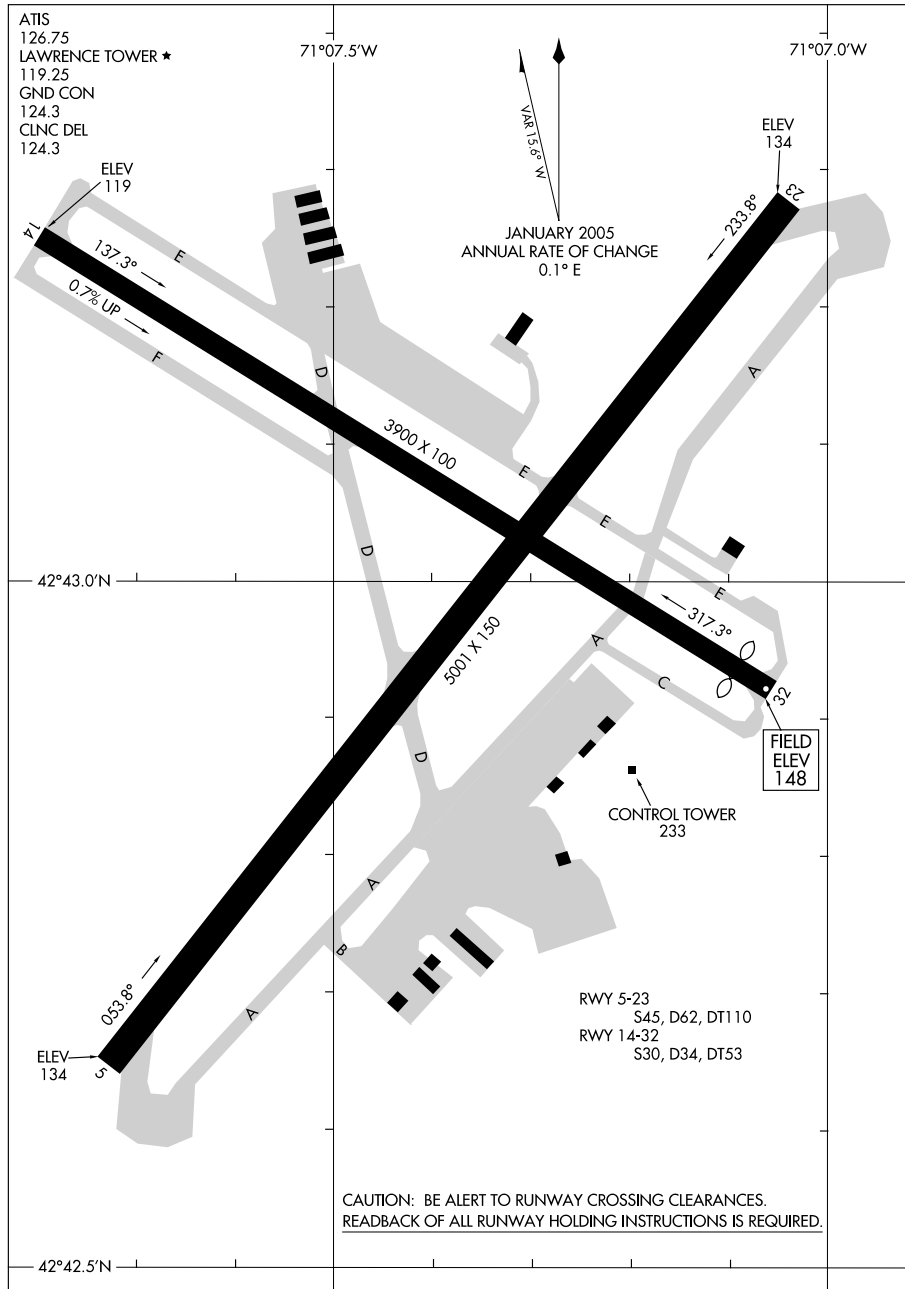 ATIS
126.75
LAWRENCE TOWER ★
119.25
GND CON
124.3
CLNC DEL
124.3
71°07.5'W
71°07.0'W
VAR 15.6° W
JANUARY 2005
ANNUAL RATE OF CHANGE
0.1° E
ELEV
134
23
233.8°
ELEV
119
14
137.3°
0.7% UP
E
F
D
A
3900 X 100
E
E
D
42°43.0'N
E
317.3°
A
C
32
5001 X 150
FIELD
ELEV
148
D
CONTROL TOWER
233
A
B
A
053.8°
ELEV
134
5
RWY 5-23
S45, D62, DT110
RWY 14-32
S30, D34, DT53
CAUTION: BE ALERT TO RUNWAY CROSSING CLEARANCES.
READBACK OF ALL RUNWAY HOLDING INSTRUCTIONS IS REQUIRED.
42°42.5'N